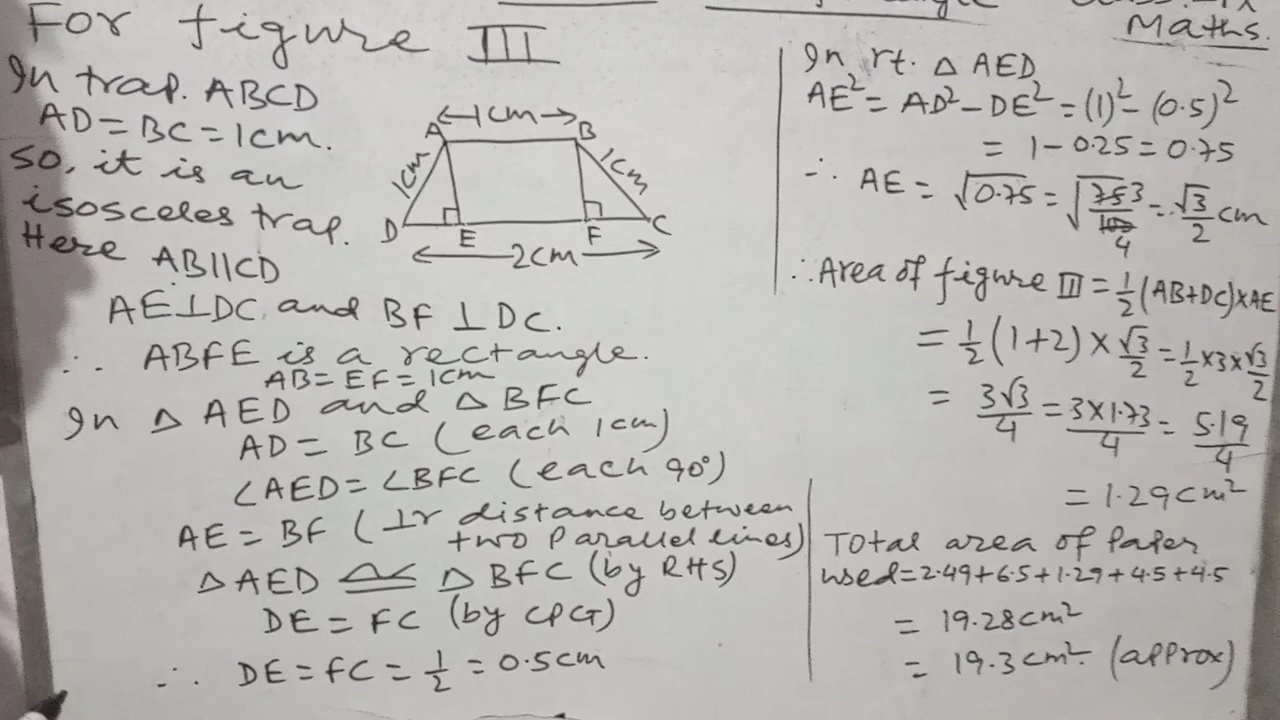 Maths.
For figure III
In trap. ABCD
AD = BC = 1cm.
so, it is an
isosceles trap.
Here AB||CD
AE⊥DC, and BF ⊥ DC.
∴ ABFE is a rectangle.
AB = EF = 1cm
In △ AED and △ BFC
AD = BC (each 1cm)
∠AED = ∠BFC (each 90°)
AE = BF (⊥r distance between
two Parallel lines)
△ AED ≅ △ BFC (by RHS)
DE = FC (by CPCT)
∴ DE = FC = 1/2 = 0.5cm
1cm
A B
1cm 1cm
D E F C
2cm
In rt. △ AED
AE² = AD² - DE² = (1)² - (0.5)²
= 1 - 0.25 = 0.75
∴ AE = √0.75 = √75 3/100 4 = √3/2 cm
∴ Area of figure III = 1/2 (AB+DC)×AE
= 1/2 (1+2) × √3/2 = 1/2 ×3× √3/2
= 3√3/4 = 3×1.73/4 = 5.19/4
= 1.29cm²
Total area of Paper
used = 2.49+6.5+1.29+4.5+4.5
= 19.28cm²
= 19.3cm². (approx)